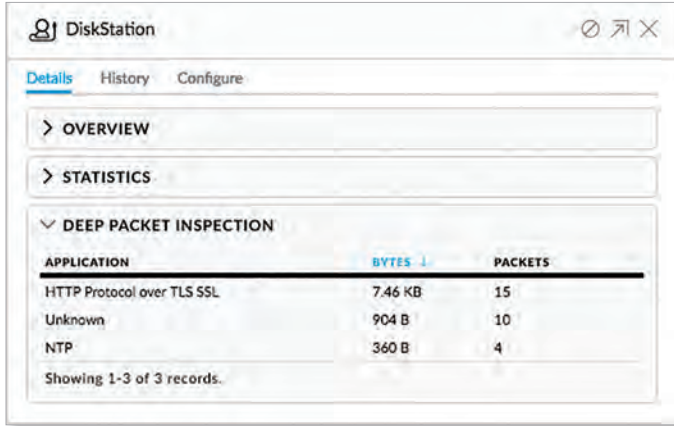 DiskStation
Details History Configure
OVERVIEW
STATISTICS
DEEP PACKET INSPECTION
APPLICATION BYTES ↓ PACKETS
HTTP Protocol over TLS SSL 7.46 KB 15
Unknown 904 B 10
NTP 360 B 4
Showing 1-3 of 3 records.